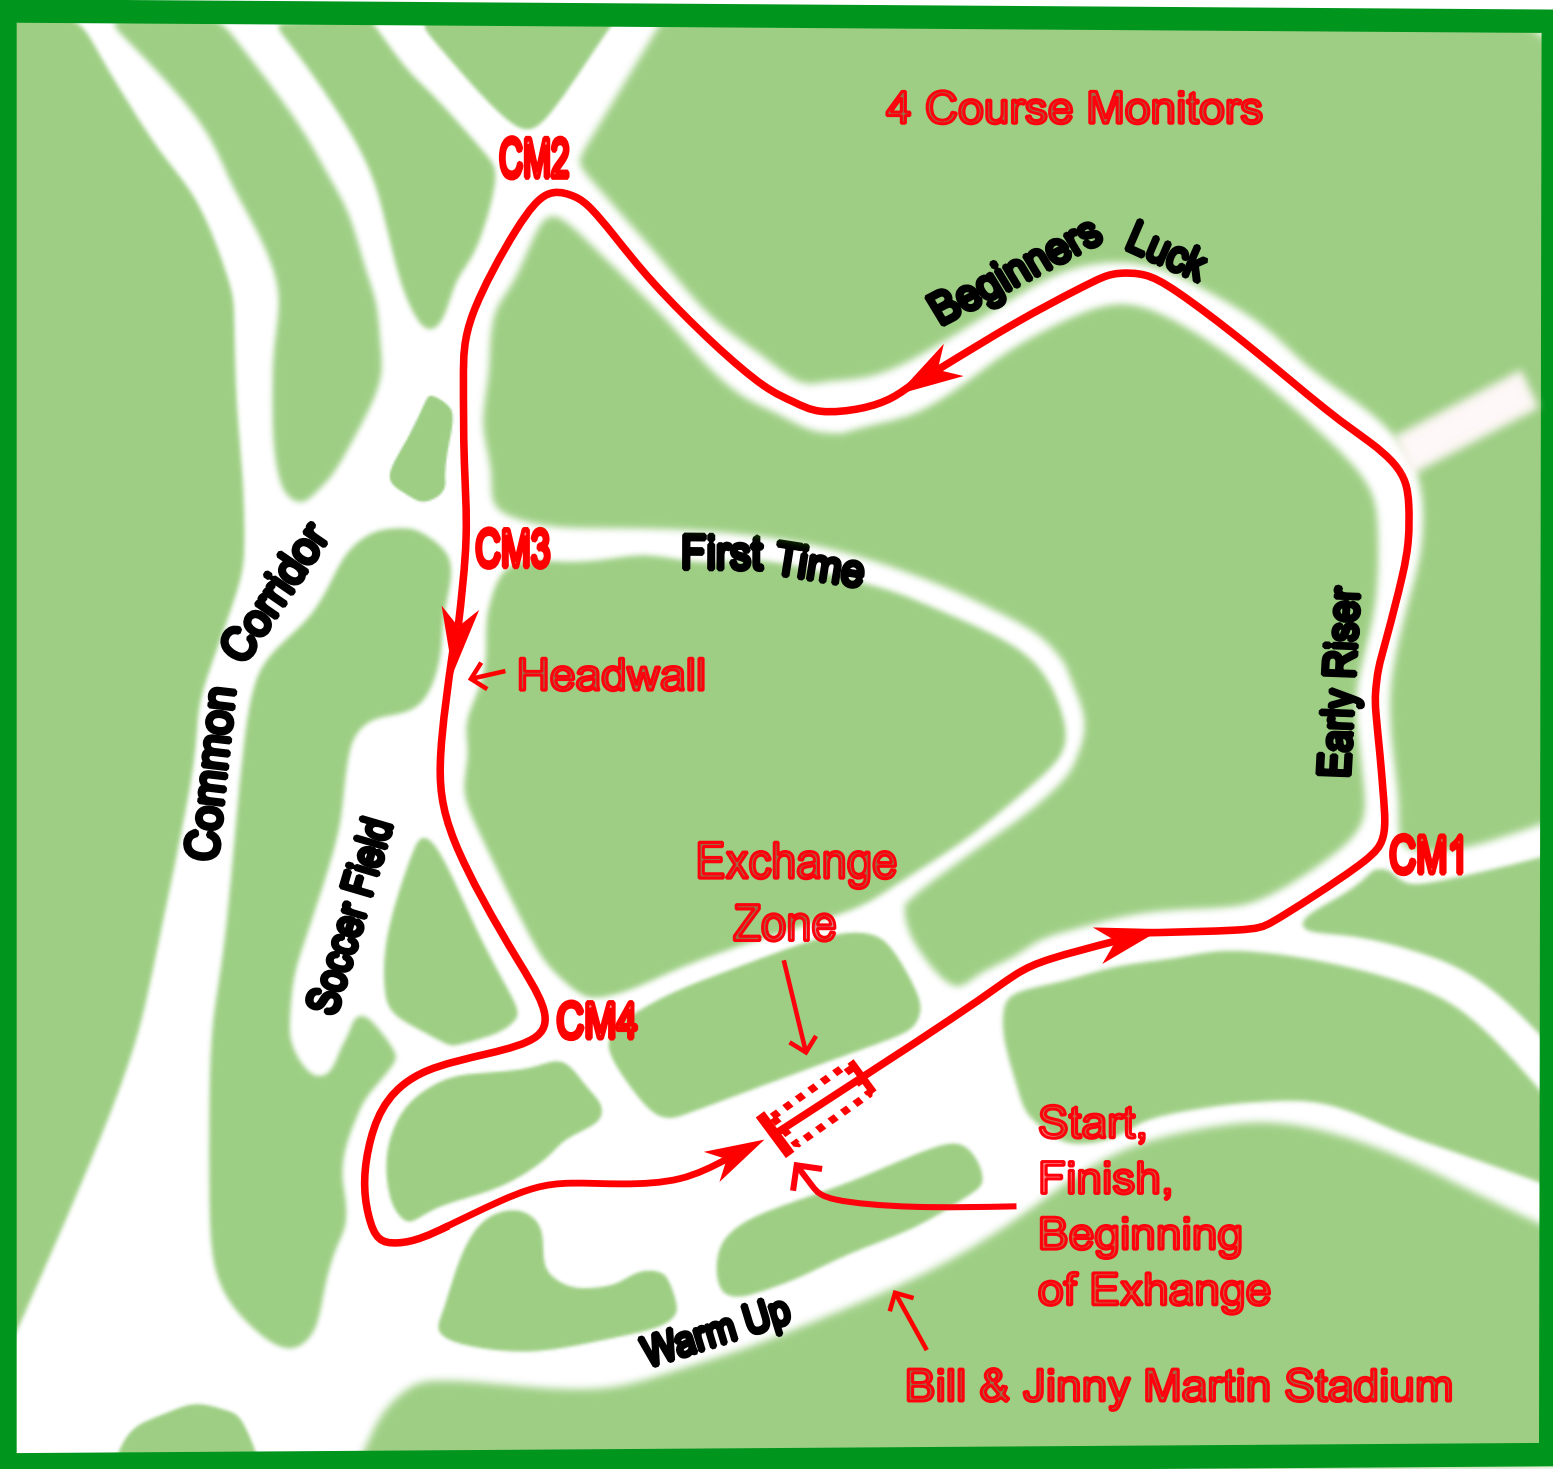 4 Course Monitors
CM2
Beginners Luck
CM3
First Time
Common Corridor
Headwall
Early Riser
Soccer Field
Exchange
Zone
CM1
CM4
Start,
Finish,
Beginning
of Exhange
Warm Up
Bill & Jinny Martin Stadium